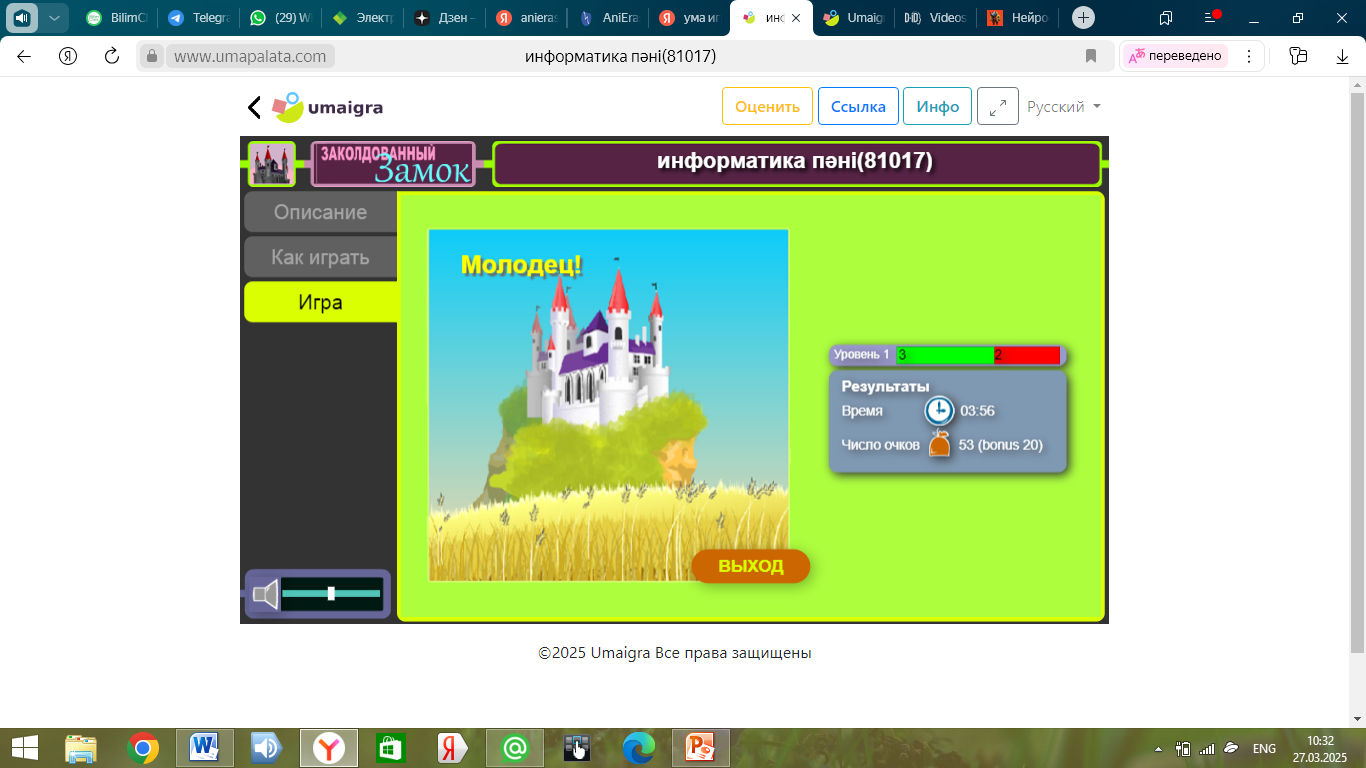 BilimCl
Telegra
(29) W
Электр
Дзен –
anieras
AniEra
ума иг
инф
Umaig
Videos
Нейро
www.umapalata.com
информатика пәні(81017)
переведено
umaigra
Оценить
Ссылка
Инфо
Русский
ЗАКОЛДОВАННЫЙ
Замок
информатика пәні(81017)
Описание
Как играть
Игра
Молодец!
ВЫХОД
Уровень 1 3 2
Результаты
Время 03:56
Число очков 53 (bonus 20)
©2025 Umaigra Все права защищены
ENG
10:32
27.03.2025